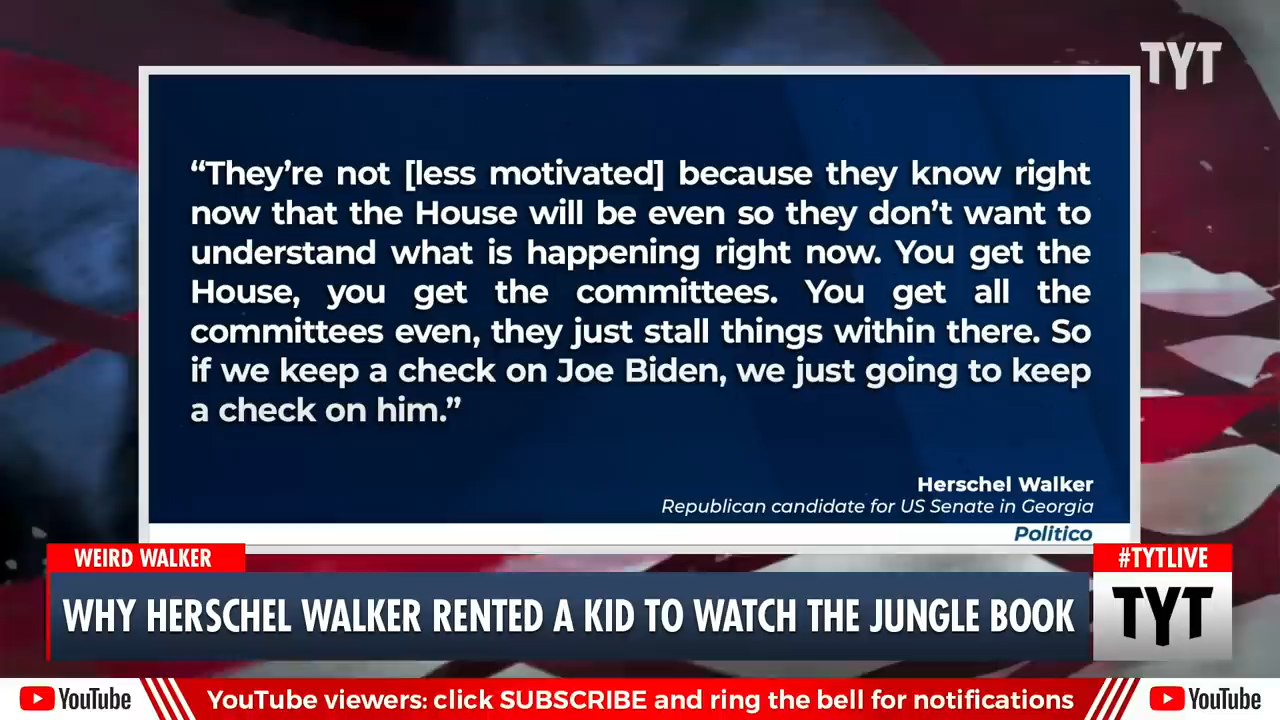 TYT
“They’re not [less motivated] because they know right
now that the House will be even so they don’t want to
understand what is happening right now. You get the
House, you get the committees. You get all the
committees even, they just stall things within there. So
if we keep a check on Joe Biden, we just going to keep
a check on him.”
Herschel Walker
Republican candidate for US Senate in Georgia
Politico
WEIRD WALKER
#TYTLIVE
WHY HERSCHEL WALKER RENTED A KID TO WATCH THE JUNGLE BOOK
TYT
YouTube
YouTube viewers: click SUBSCRIBE and ring the bell for notifications
YouTube